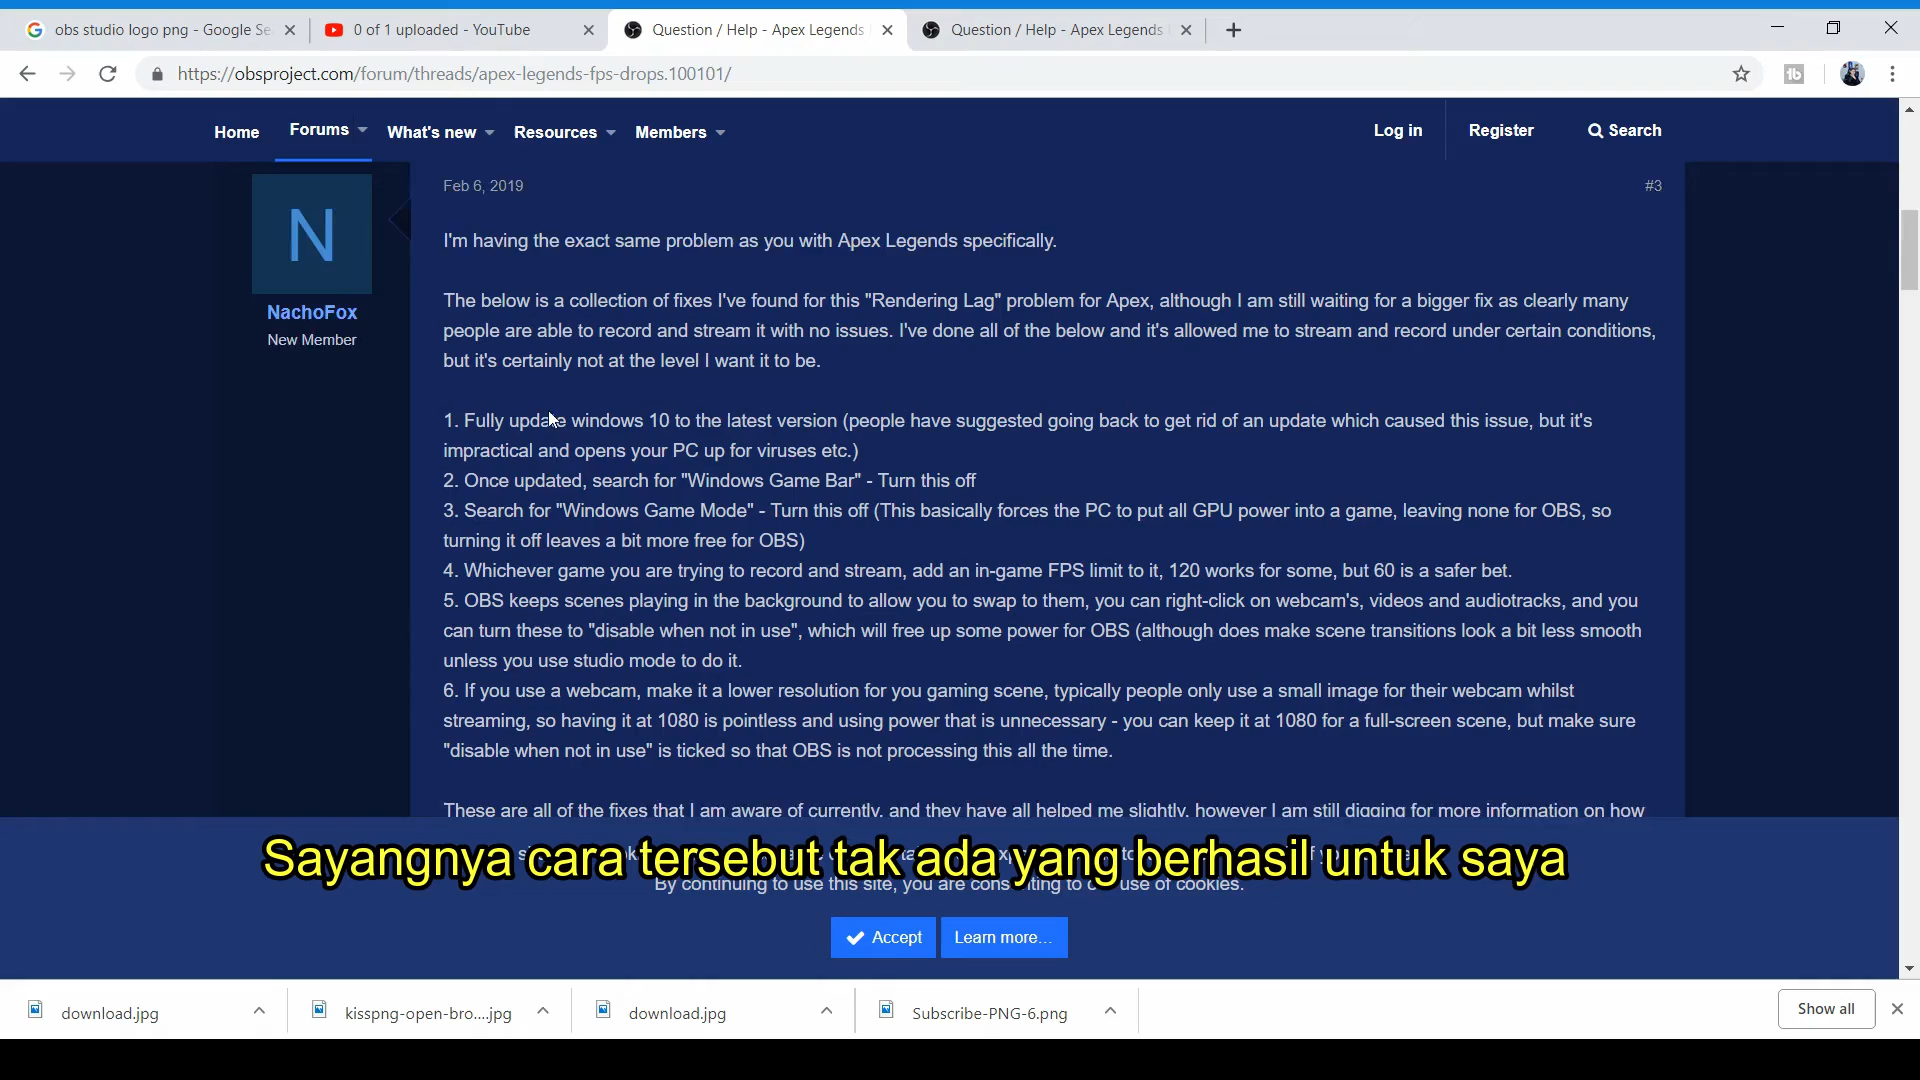 obs studio logo png - Google Se
0 of 1 uploaded - YouTube
Question / Help - Apex Legends
Question / Help - Apex Legends
https://obsproject.com/forum/threads/apex-legends-fps-drops.100101/
Home
Forums
What's new
Resources
Members
Log in
Register
Search
Feb 6, 2019
#3
N
NachoFox
New Member
I'm having the exact same problem as you with Apex Legends specifically.
The below is a collection of fixes I've found for this "Rendering Lag" problem for Apex, although I am still waiting for a bigger fix as clearly many
people are able to record and stream it with no issues. I've done all of the below and it's allowed me to stream and record under certain conditions,
but it's certainly not at the level I want it to be.
1. Fully update windows 10 to the latest version (people have suggested going back to get rid of an update which caused this issue, but it's
impractical and opens your PC up for viruses etc.)
2. Once updated, search for "Windows Game Bar" - Turn this off
3. Search for "Windows Game Mode" - Turn this off (This basically forces the PC to put all GPU power into a game, leaving none for OBS, so
turning it off leaves a bit more free for OBS)
4. Whichever game you are trying to record and stream, add an in-game FPS limit to it, 120 works for some, but 60 is a safer bet.
5. OBS keeps scenes playing in the background to allow you to swap to them, you can right-click on webcam's, videos and audiotracks, and you
can turn these to "disable when not in use", which will free up some power for OBS (although does make scene transitions look a bit less smooth
unless you use studio mode to do it.
6. If you use a webcam, make it a lower resolution for you gaming scene, typically people only use a small image for their webcam whilst
streaming, so having it at 1080 is pointless and using power that is unnecessary - you can keep it at 1080 for a full-screen scene, but make sure
"disable when not in use" is ticked so that OBS is not processing this all the time.
These are all of the fixes that I am aware of currently, and they have all helped me slightly, however I am still digging for more information on how
Sayangnya cara tersebut tak ada yang berhasil untuk saya
By continuing to use this site, you are consenting to our use of cookies.
Accept
Learn more…
download.jpg
kisspng-open-bro....jpg
download.jpg
Subscribe-PNG-6.png
Show all